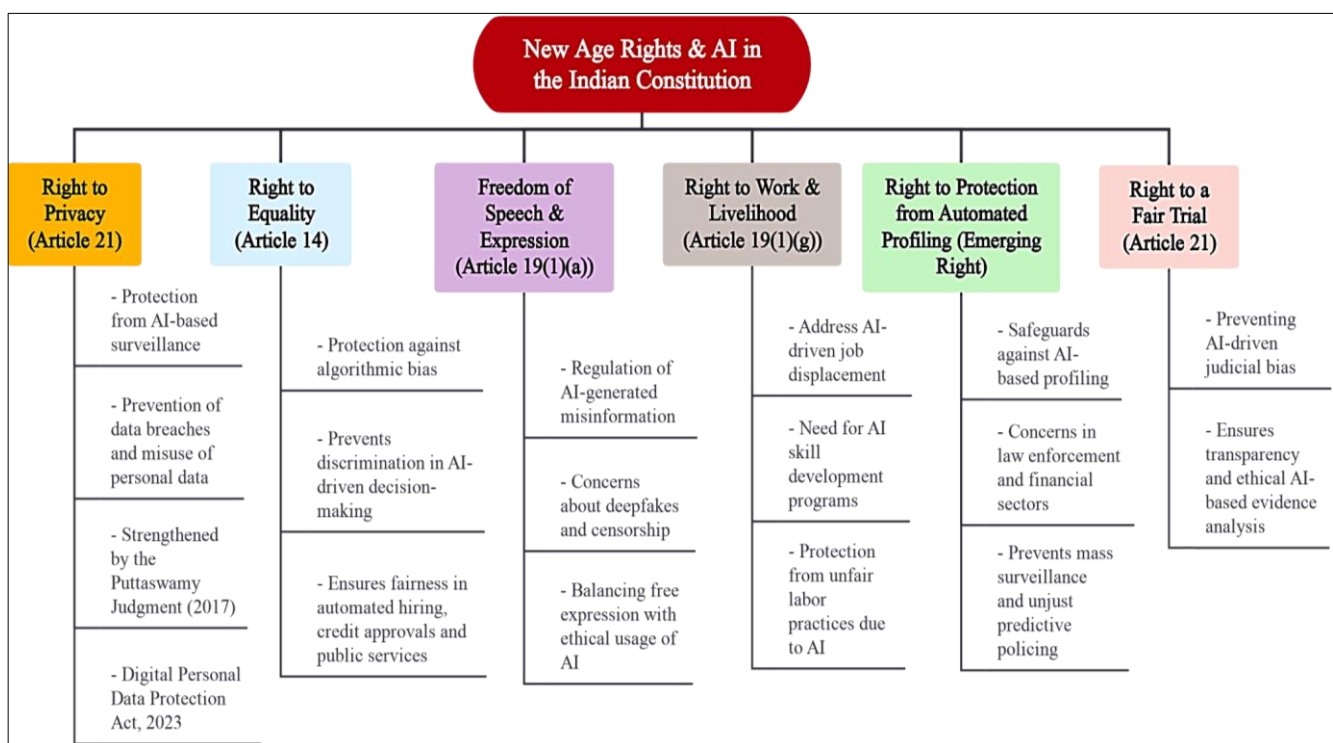 New Age Rights & AI in
the Indian Constitution
Right to
Privacy
(Article 21)
- Protection
from AI-based
surveillance
- Prevention of
data breaches
and misuse of
personal data
- Strengthened
by the
Puttaswamy
Judgment (2017)
- Digital Personal
Data Protection
Act, 2023
Right to
Equality
(Article 14)
- Protection against
algorithmic bias
- Prevents
discrimination in AI-
driven decision-
making
- Ensures fairness in
automated hiring,
credit approvals and
public services
Freedom of
Speech &
Expression
(Article 19(1)(a))
- Regulation of
AI-generated
misinformation
- Concerns
about deepfakes
and censorship
- Balancing free
expression with
ethical usage of
AI
Right to Work &
Livelihood
(Article 19(1)(g))
- Address AI-
driven job
displacement
- Need for AI
skill
development
programs
- Protection
from unfair
labor
practices due
to AI
Right to Protection
from Automated
Profiling (Emerging
Right)
- Safeguards
against AI-
based profiling
- Concerns in
law enforcement
and financial
sectors
- Prevents mass
surveillance
and unjust
predictive
policing
Right to a
Fair Trial
(Article 21)
- Preventing
AI-driven
judicial bias
- Ensures
transparency
and ethical AI-
based evidence
analysis